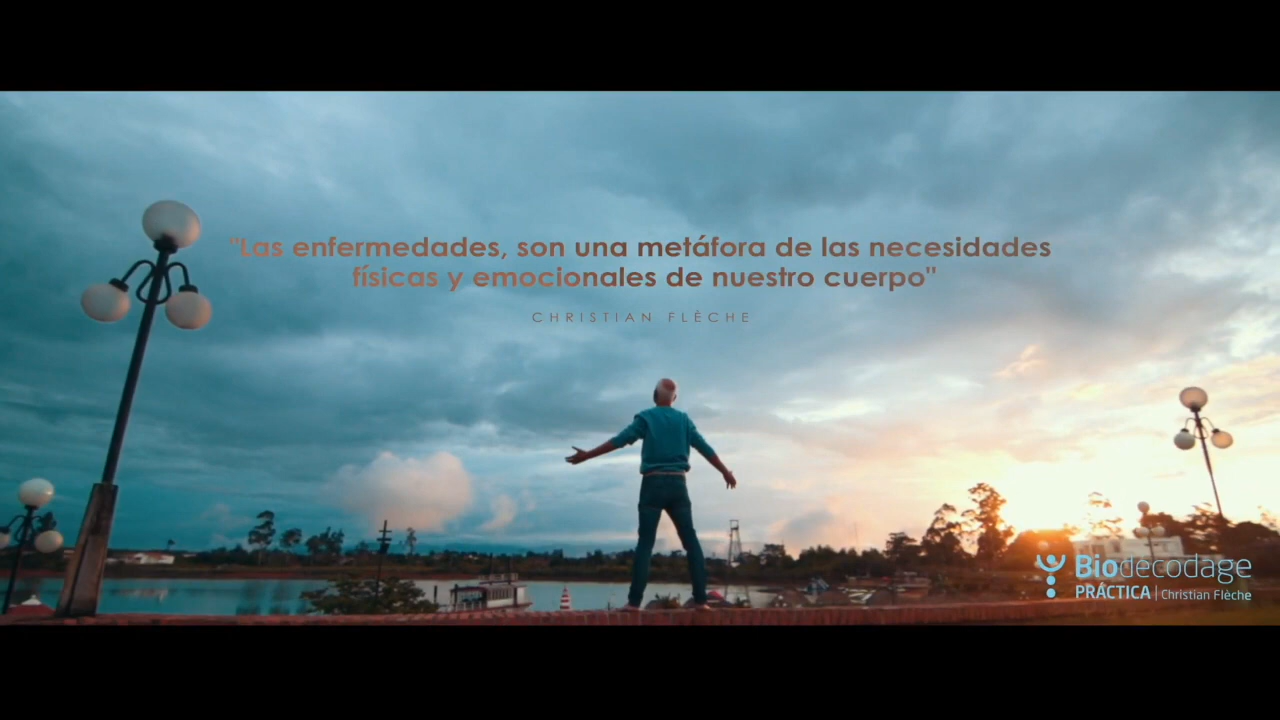 "Las enfermedades, son una metáfora de las necesidades
físicas y emocionales de nuestro cuerpo"
CHRISTIAN FLÈCHE
Biodecodage
PRÁCTICA | Christian Flèche